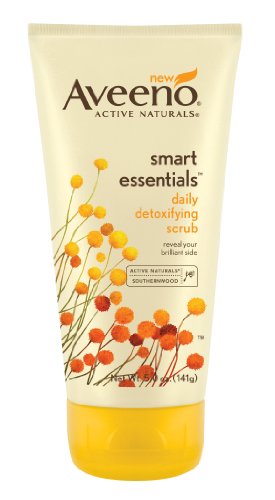 new
Aveeno®
ACTIVE NATURALS®
smart
essentials™
daily
detoxifying
scrub
reveal your
brilliant side
ACTIVE NATURALS®
SOUTHERNWOOD
™
Net Wt. 5.0 oz. (141g)